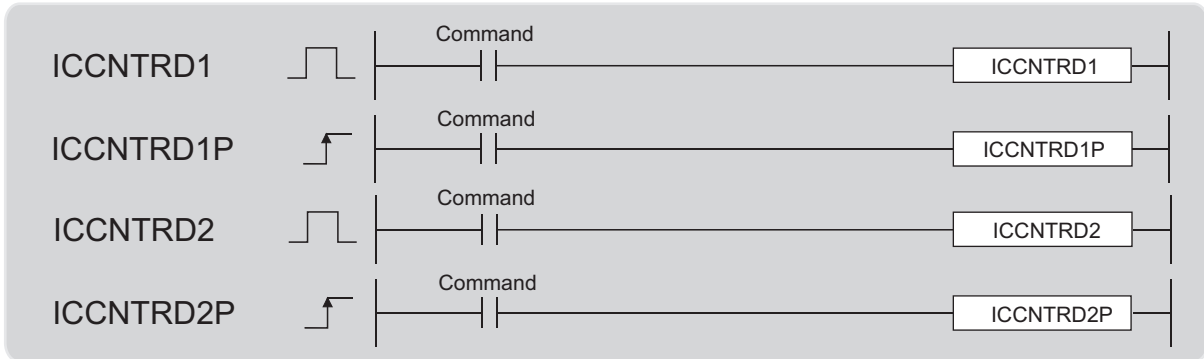 Command
ICCNTRD1 ICCNTRD1
Command
ICCNTRD1P ICCNTRD1P
Command
ICCNTRD2 ICCNTRD2
Command
ICCNTRD2P ICCNTRD2P